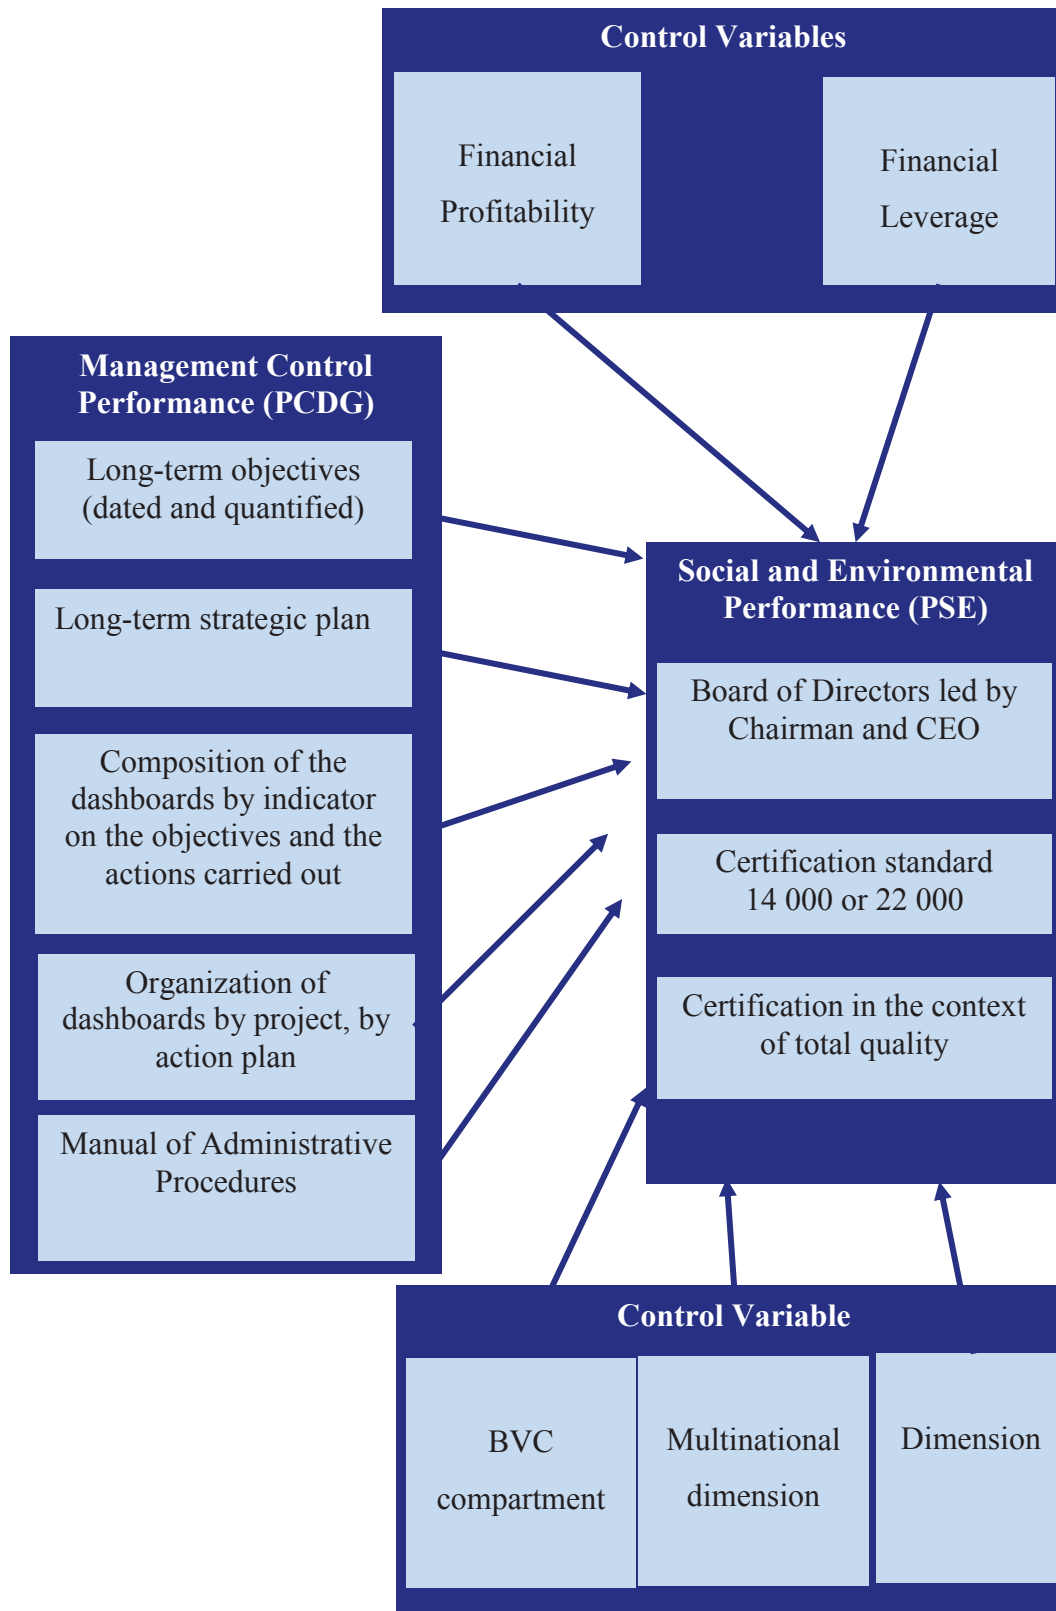 Control Variables
Financial
Profitability
Financial
Leverage
Management Control
Performance (PCDG)
Long-term objectives
(dated and quantified)
Long-term strategic plan
Composition of the
dashboards by indicator
on the objectives and the
actions carried out
Organization of
dashboards by project, by
action plan
Manual of Administrative
Procedures
Social and Environmental
Performance (PSE)
Board of Directors led by
Chairman and CEO
Certification standard
14 000 or 22 000
Certification in the context
of total quality
Control Variable
BVC
compartment
Multinational
dimension
Dimension